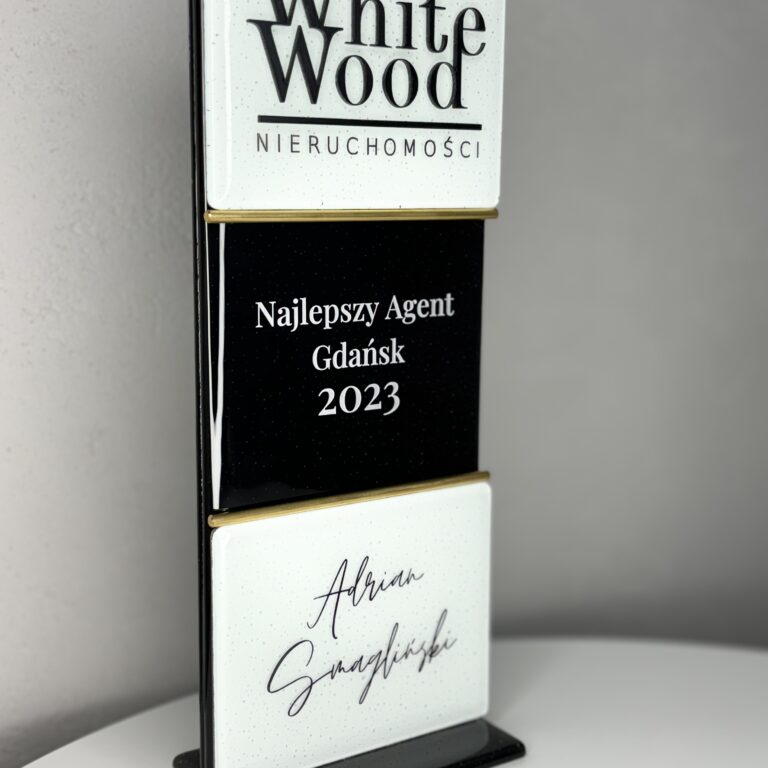 White
Wood
NIERUCHOMOŚCI
Najlepszy Agent
Gdańsk
2023
Adrian
Smagliński